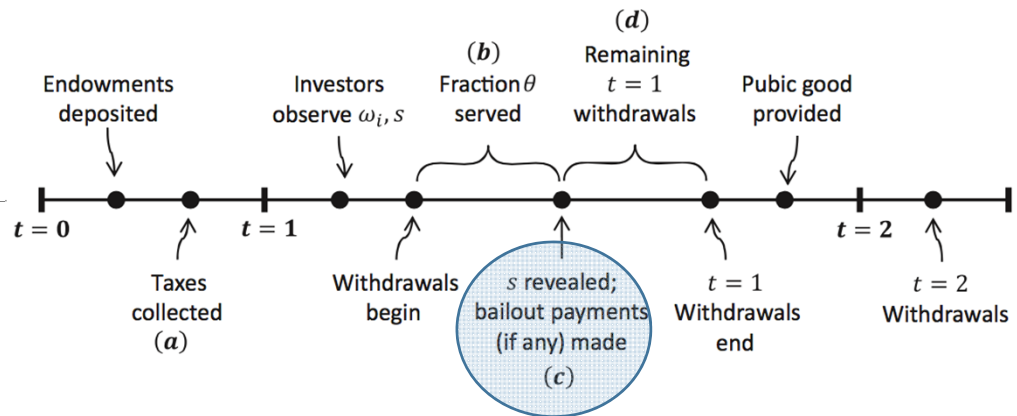 (d)
(b)
Remaining
Endowments
deposited
Investors
observe ωᵢ, s
Fraction θ
served
t = 1
withdrawals
Pubic good
provided
t = 0
t = 1
t = 2
Taxes
collected
(a)
Withdrawals
begin
s revealed;
bailout payments
(if any) made
(c)
t = 1
Withdrawals
end
t = 2
Withdrawals